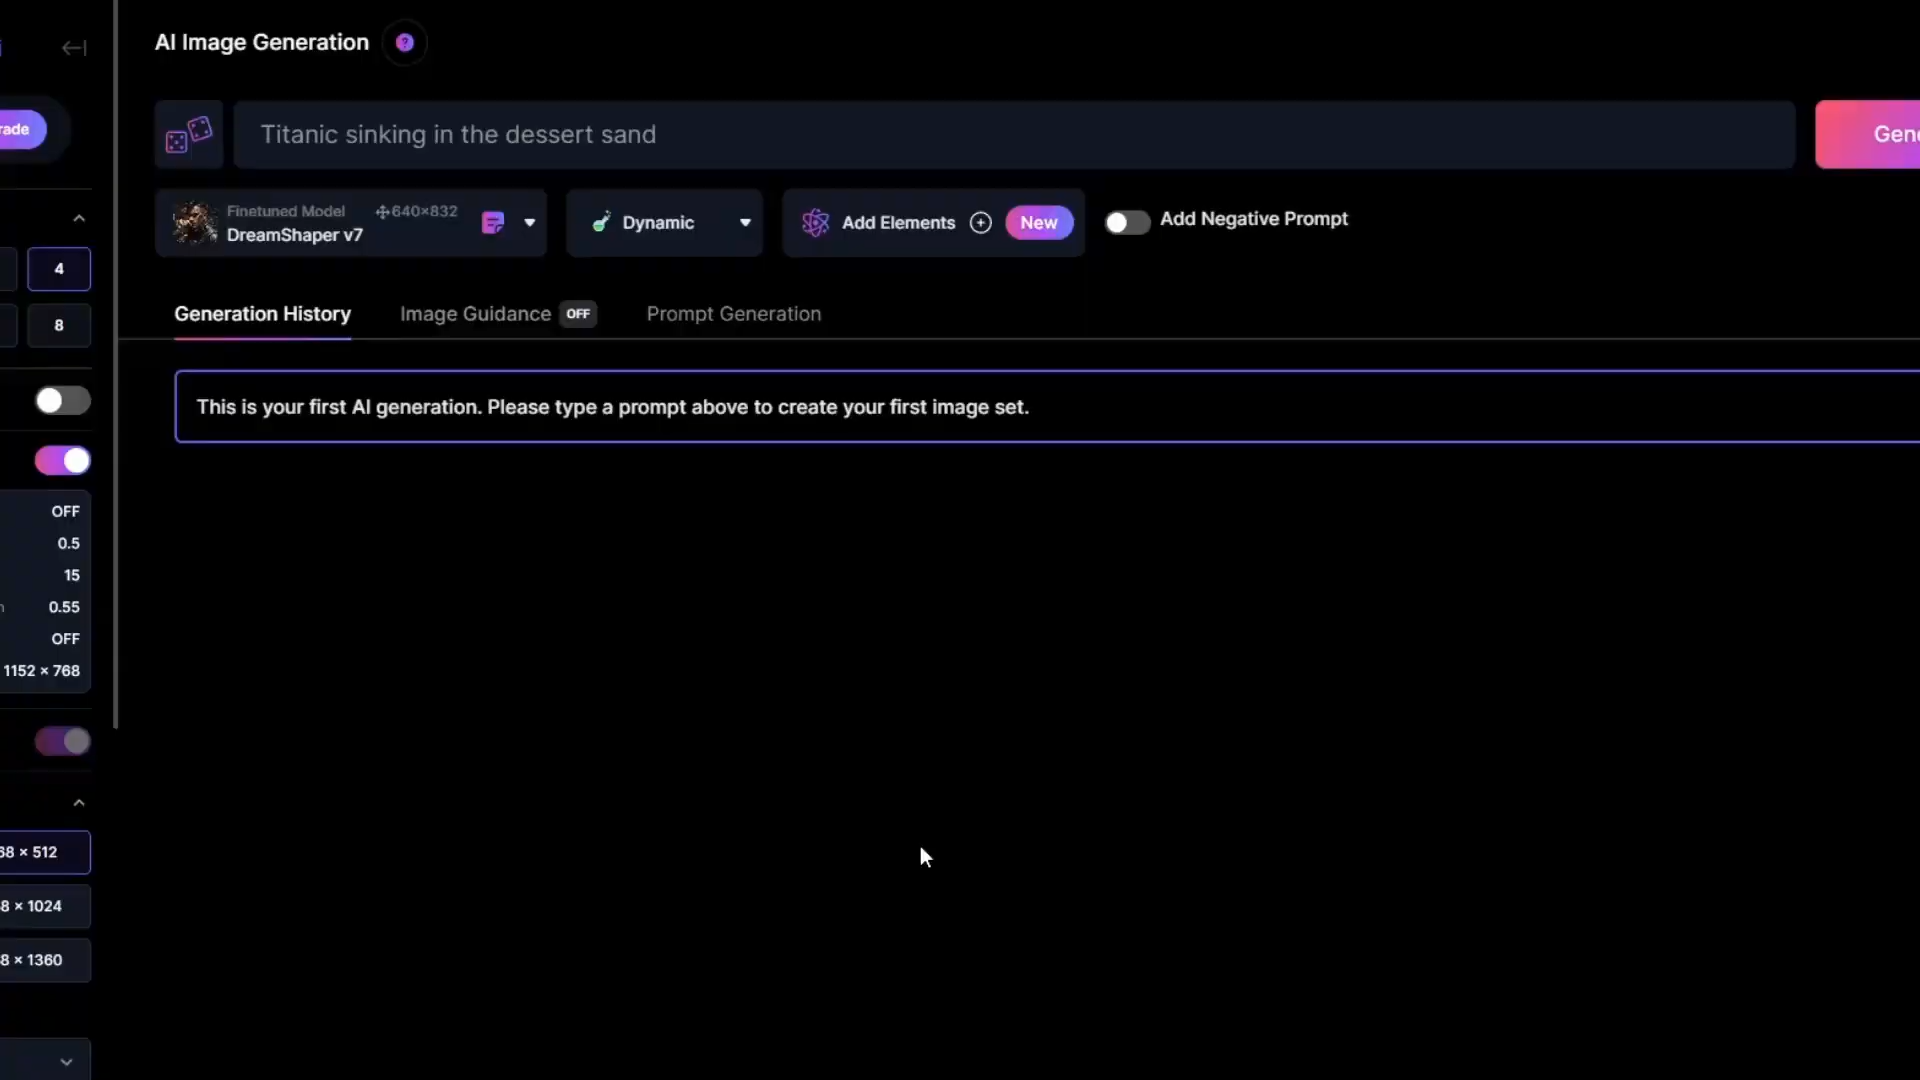 AI Image Generation ?
rade
Titanic sinking in the dessert sand
Gene
Finetuned Model 640×832
DreamShaper v7
Dynamic
Add Elements
New
Add Negative Prompt
4
8
Generation History
Image Guidance OFF
Prompt Generation
This is your first AI generation. Please type a prompt above to create your first image set.
OFF
0.5
15
0.55
OFF
1152 × 768
68 × 512
8 × 1024
8 × 1360